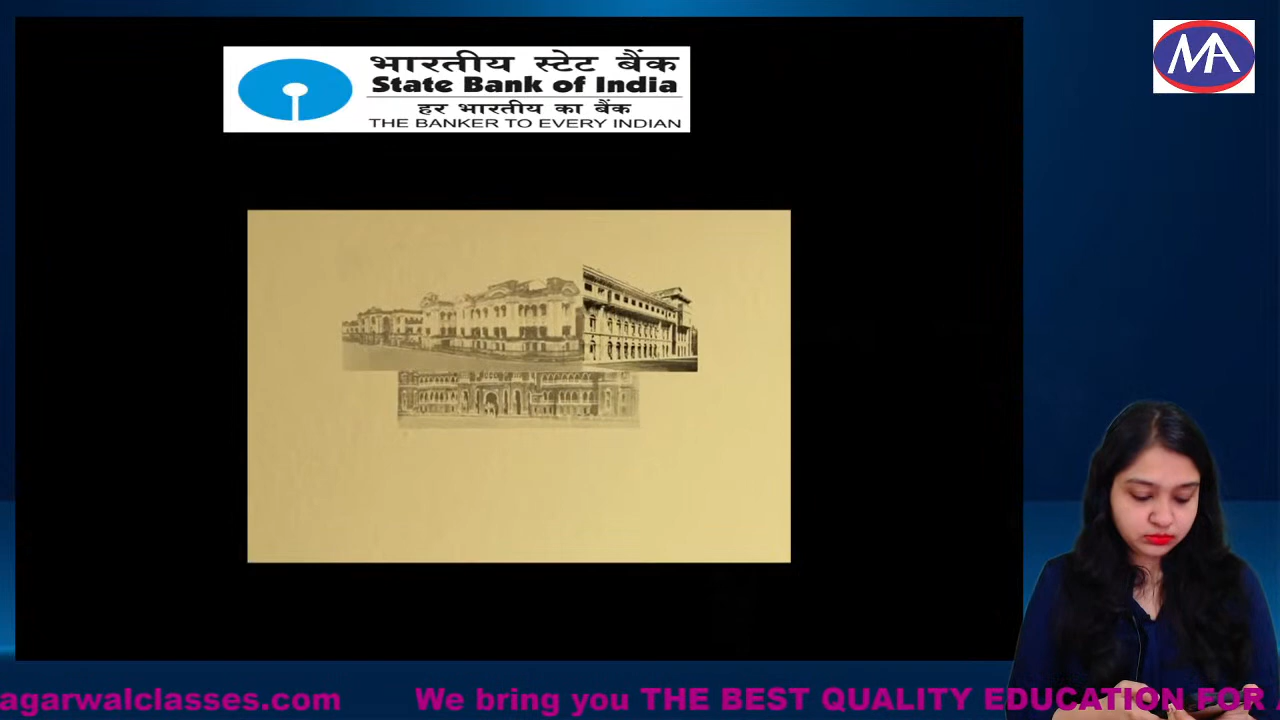 भारतीय स्टेट बैंक
State Bank of India
हर भारतीय का बैंक
THE BANKER TO EVERY INDIAN
MA
agarwalclasses.com We bring you THE BEST QUALITY EDUCATION FOR